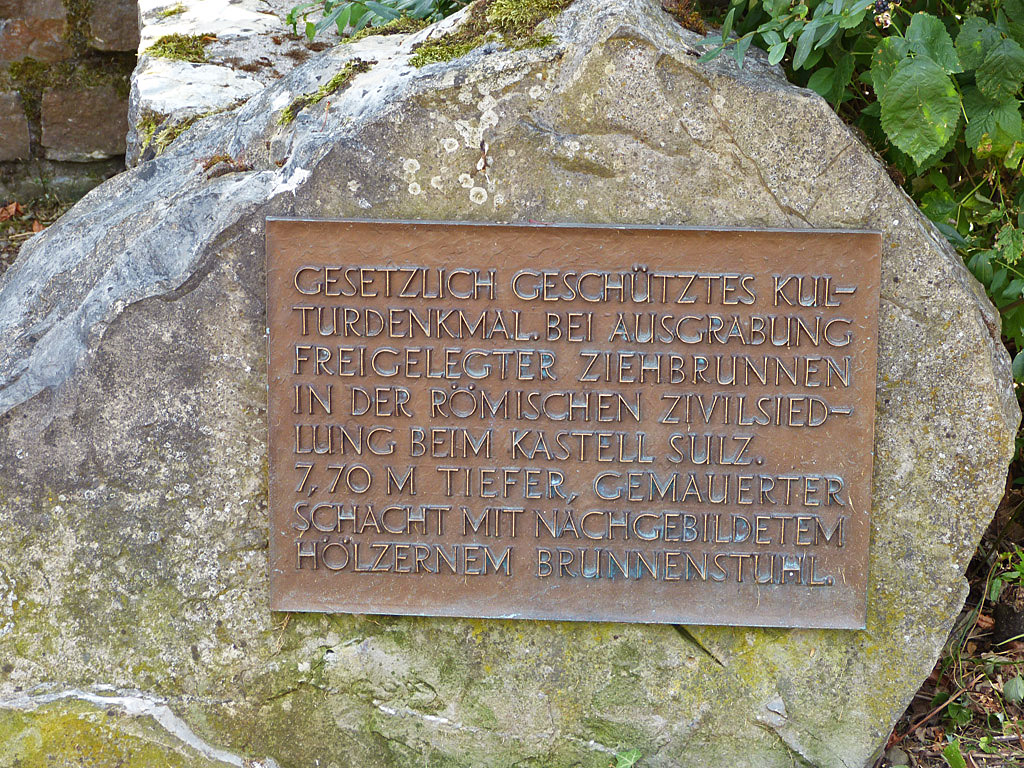 GESETZLICH GESCHÜTZTES KUL-
TURDENKMAL. BEI AUSGRABUNG
FREIGELEGTER ZIEHBRUNNEN
IN DER RÖMISCHEN ZIVILSIED-
LUNG BEIM KASTELL SULZ.
7,70 M TIEFER, GEMAUERTER
SCHACHT MIT NACHGEBILDETEM
HÖLZERNEM BRUNNENSTUHL.